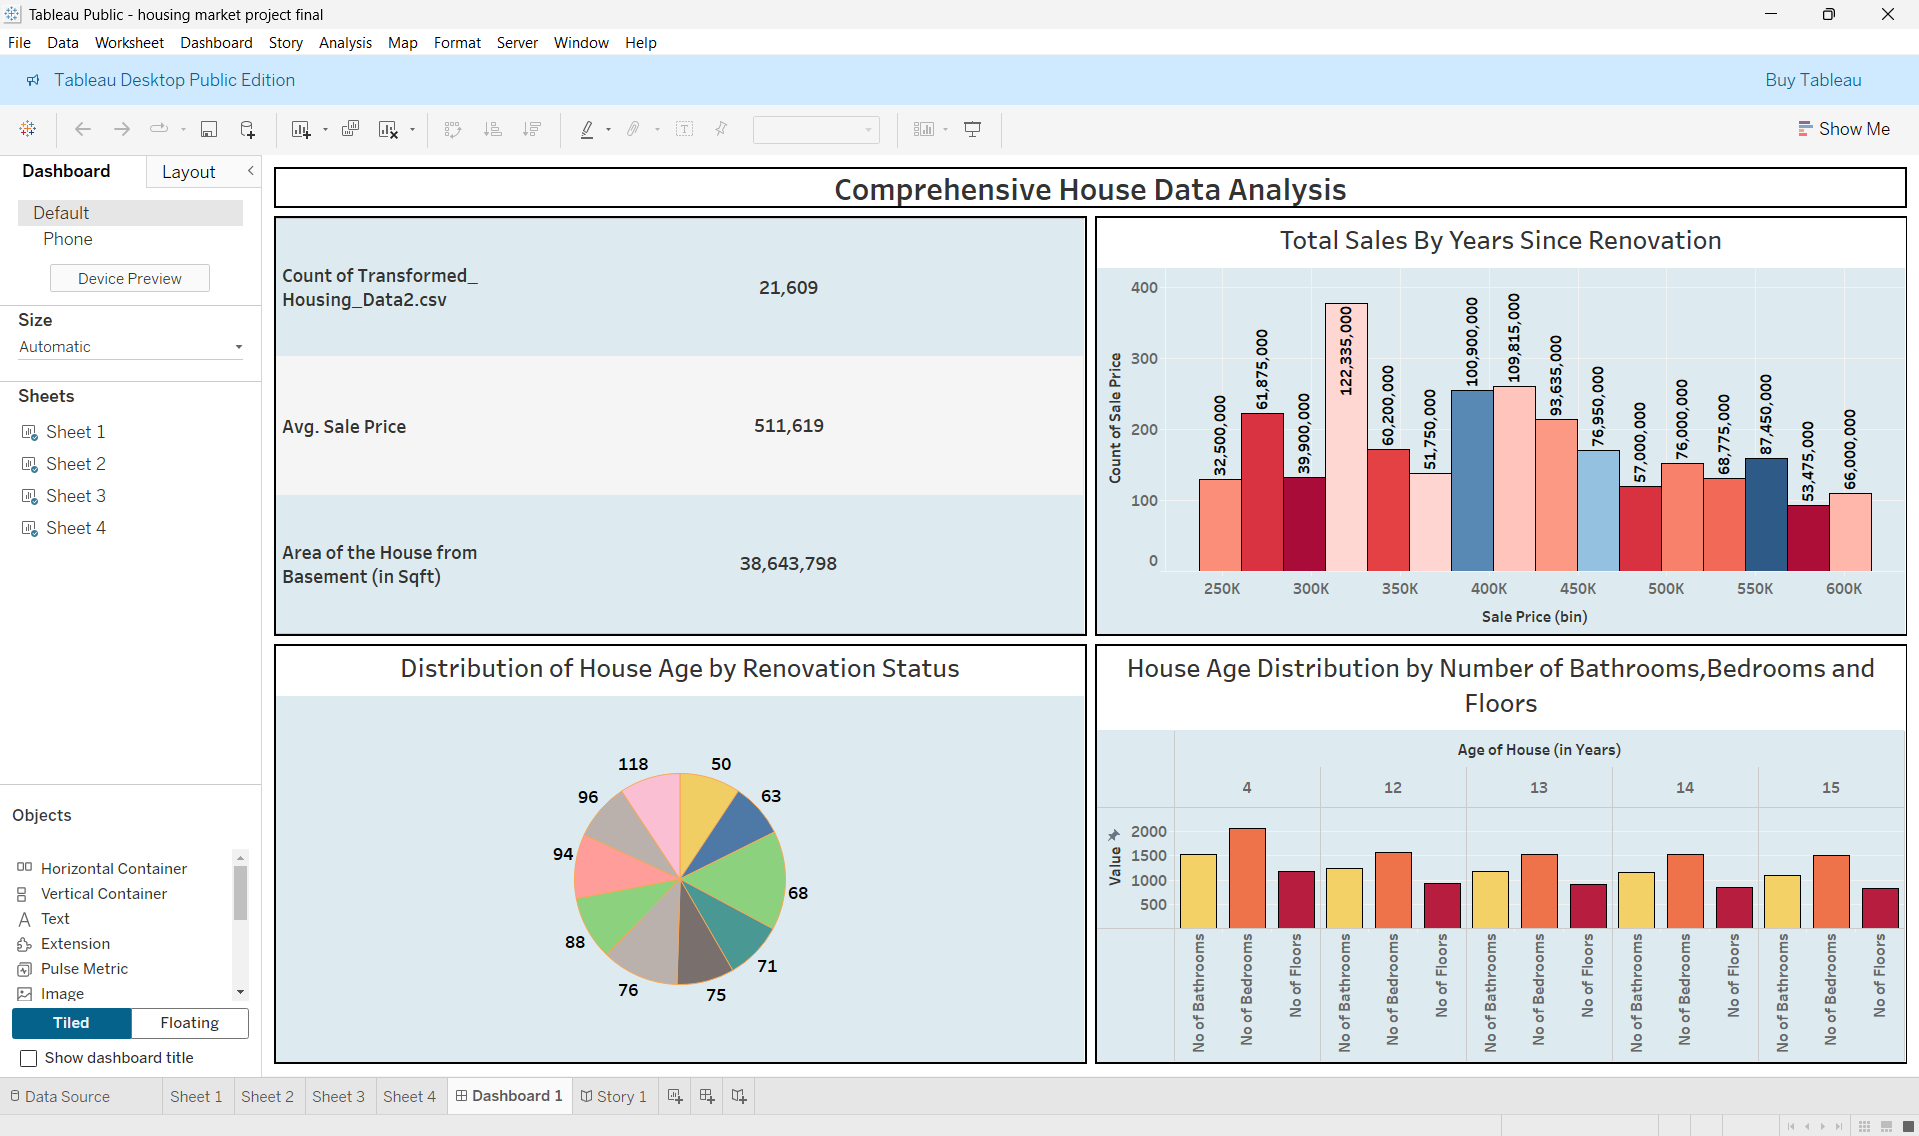 Tableau Public - housing market project final
File Data Worksheet Dashboard Story Analysis Map Format Server Window Help
Tableau Desktop Public Edition
Buy Tableau
Show Me
Dashboard
Layout
Default
Phone
Device Preview
Size
Automatic
Sheets
Sheet 1
Sheet 2
Sheet 3
Sheet 4
Objects
Horizontal Container
Vertical Container
Text
Extension
Pulse Metric
Image
Tiled
Floating
Show dashboard title
Comprehensive House Data Analysis
Count of Transformed_
Housing_Data2.csv
21,609
Avg. Sale Price
511,619
Area of the House from
Basement (in Sqft)
38,643,798
Total Sales By Years Since Renovation
Count of Sale Price
400
300
200
100
0
32,500,000
61,875,000
39,900,000
122,335,000
60,200,000
51,750,000
100,900,000
109,815,000
93,635,000
76,950,000
57,000,000
76,000,000
68,775,000
87,450,000
53,475,000
66,000,000
250K 300K 350K 400K 450K 500K 550K 600K
Sale Price (bin)
Distribution of House Age by Renovation Status
118
50
96
63
94
68
88
71
76
75
House Age Distribution by Number of Bathrooms,Bedrooms and
Floors
Age of House (in Years)
4 12 13 14 15
Value
2000
1500
1000
500
No of Bathrooms
No of Bedrooms
No of Floors
No of Bathrooms
No of Bedrooms
No of Floors
No of Bathrooms
No of Bedrooms
No of Floors
No of Bathrooms
No of Bedrooms
No of Floors
No of Bathrooms
No of Bedrooms
No of Floors
Data Source
Sheet 1
Sheet 2
Sheet 3
Sheet 4
Dashboard 1
Story 1